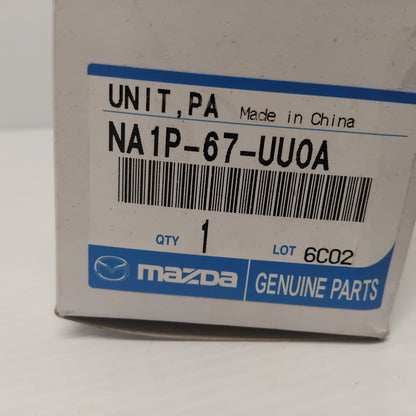 UNIT,PA Made in China
NA1P-67-UU0A
QTY 1 LOT 6C02
mazda GENUINE PARTS